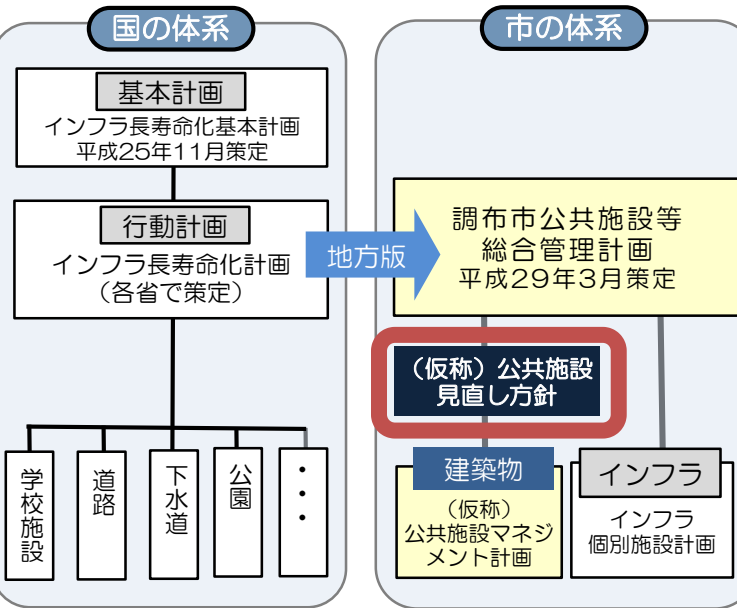 国の体系
基本計画
インフラ長寿命化基本計画
平成25年11月策定
行動計画
インフラ長寿命化計画
（各省で策定）
学校施設
道路
下水道
公園
・・・
地方版
市の体系
調布市公共施設等
総合管理計画
平成29年3月策定
（仮称）公共施設
見直し方針
建築物
（仮称）
公共施設マネジ
メント計画
インフラ
インフラ
個別施設計画